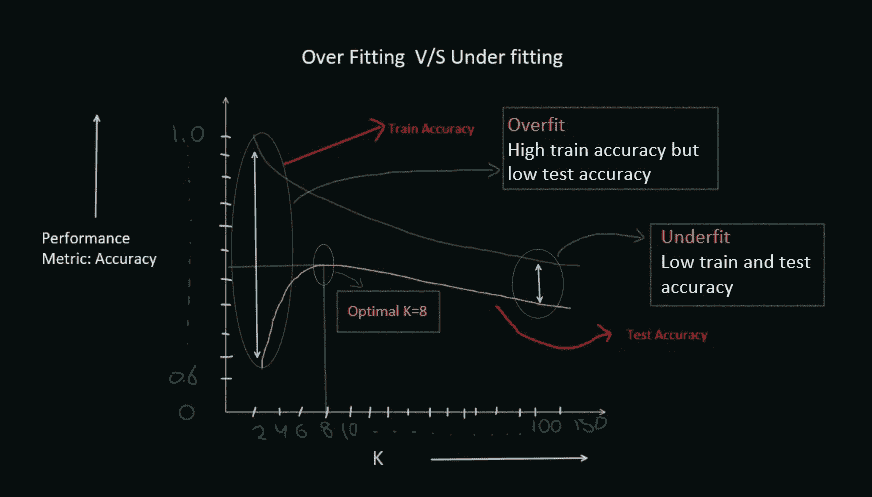 Over Fitting V/S Under fitting
1.0
Train Accuracy
Overfit
High train accuracy but
low test accuracy
Performance
Metric: Accuracy
Underfit
Low train and test
accuracy
Optimal K=8
Test Accuracy
0.6
0
2 4 6 8 10 . . . . . . . . . 100 150
K